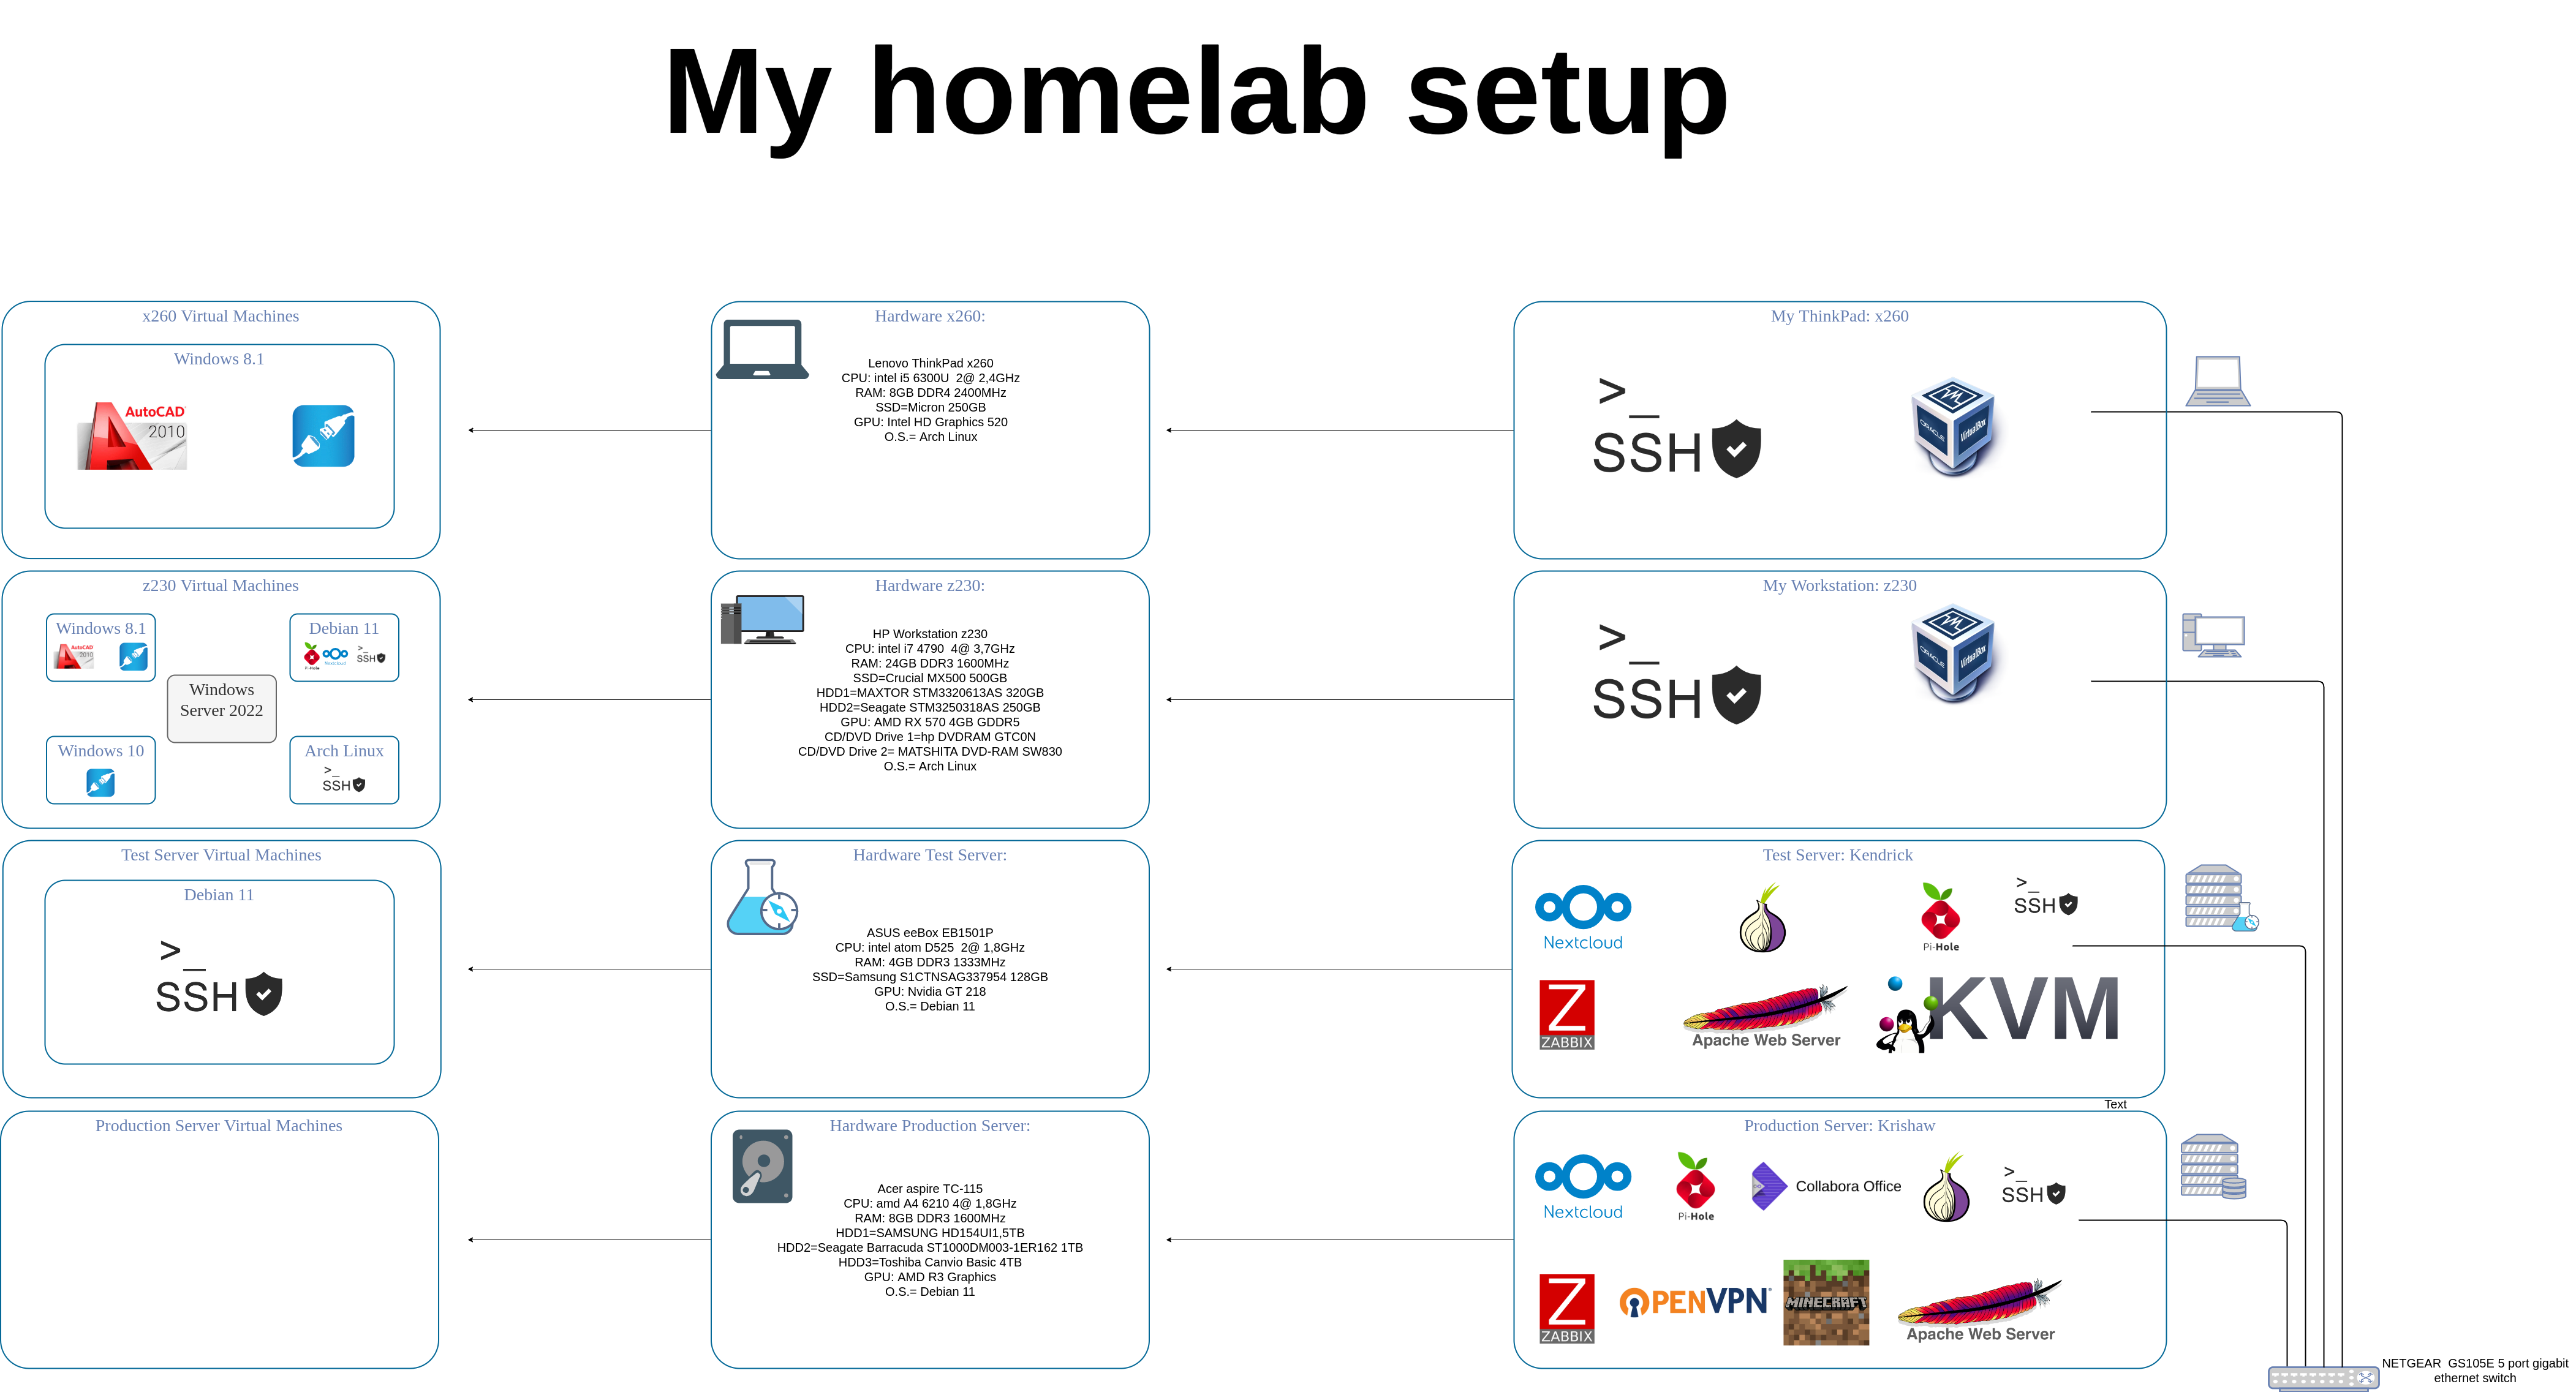 My homelab setup
x260 Virtual Machines
Windows 8.1
AutoCAD
2010
Hardware x260:
Lenovo ThinkPad x260
CPU: intel i5 6300U  2@ 2,4GHz
RAM: 8GB DDR4 2400MHz
SSD=Micron 250GB
GPU: Intel HD Graphics 520
O.S.= Arch Linux
My ThinkPad: x260
>_
SSH
ORACLE
VirtualBox
z230 Virtual Machines
Windows 8.1
AutoCAD
2010
Debian 11
Pi-Hole
Nextcloud
>_
SSH
Windows
Server 2022
Windows 10
Arch Linux
>_
SSH
Hardware z230:
HP Workstation z230
CPU: intel i7 4790  4@ 3,7GHz
RAM: 24GB DDR3 1600MHz
SSD=Crucial MX500 500GB
HDD1=MAXTOR STM3320613AS 320GB
HDD2=Seagate STM3250318AS 250GB
GPU: AMD RX 570 4GB GDDR5
CD/DVD Drive 1=hp DVDRAM GTC0N
CD/DVD Drive 2= MATSHITA DVD-RAM SW830
O.S.= Arch Linux
My Workstation: z230
>_
SSH
ORACLE
VirtualBox
Test Server Virtual Machines
Debian 11
>_
SSH
Hardware Test Server:
ASUS eeBox EB1501P
CPU: intel atom D525  2@ 1,8GHz
RAM: 4GB DDR3 1333MHz
SSD=Samsung S1CTNSAG337954 128GB
GPU: Nvidia GT 218
O.S.= Debian 11
Test Server: Kendrick
Nextcloud
Pi-Hole
>_
SSH
Z
ZABBIX
Apache Web Server
KVM
Text
Production Server Virtual Machines
Hardware Production Server:
Acer aspire TC-115
CPU: amd A4 6210 4@ 1,8GHz
RAM: 8GB DDR3 1600MHz
HDD1=SAMSUNG HD154UI1,5TB
HDD2=Seagate Barracuda ST1000DM003-1ER162 1TB
HDD3=Toshiba Canvio Basic 4TB
GPU: AMD R3 Graphics
O.S.= Debian 11
Production Server: Krishaw
Nextcloud
Pi-Hole
Collabora Office
>_
SSH
Z
ZABBIX
OPENVPN
MINECRAFT
Apache Web Server
NETGEAR  GS105E 5 port gigabit
ethernet switch